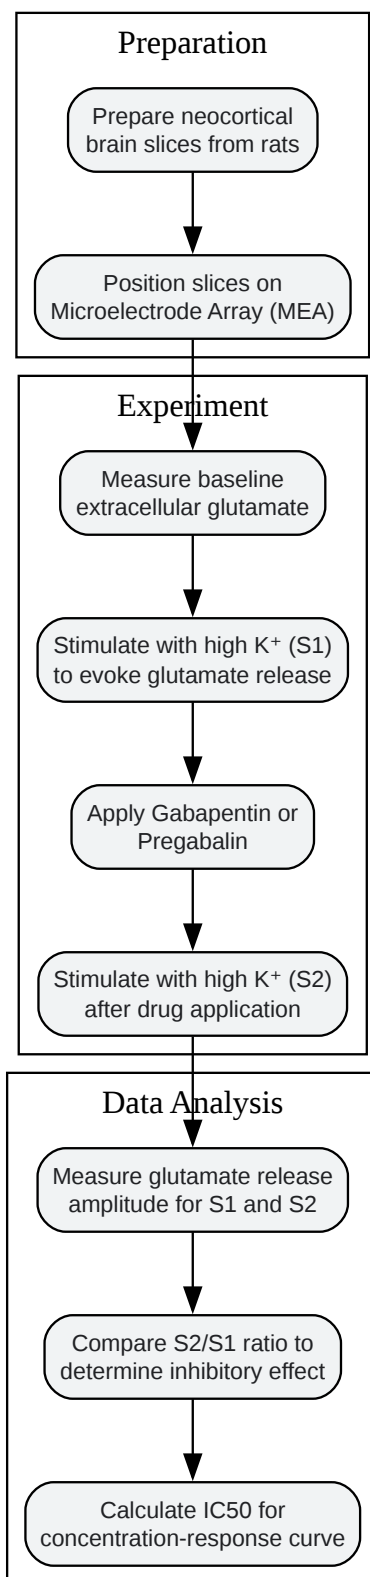 Preparation
Prepare neocortical
brain slices from rats
Position slices on
Microelectrode Array (MEA)
Experiment
Measure baseline
extracellular glutamate
Stimulate with high K⁺ (S1)
to evoke glutamate release
Apply Gabapentin or
Pregabalin
Stimulate with high K⁺ (S2)
after drug application
Data Analysis
Measure glutamate release
amplitude for S1 and S2
Compare S2/S1 ratio to
determine inhibitory effect
Calculate IC50 for
concentration-response curve